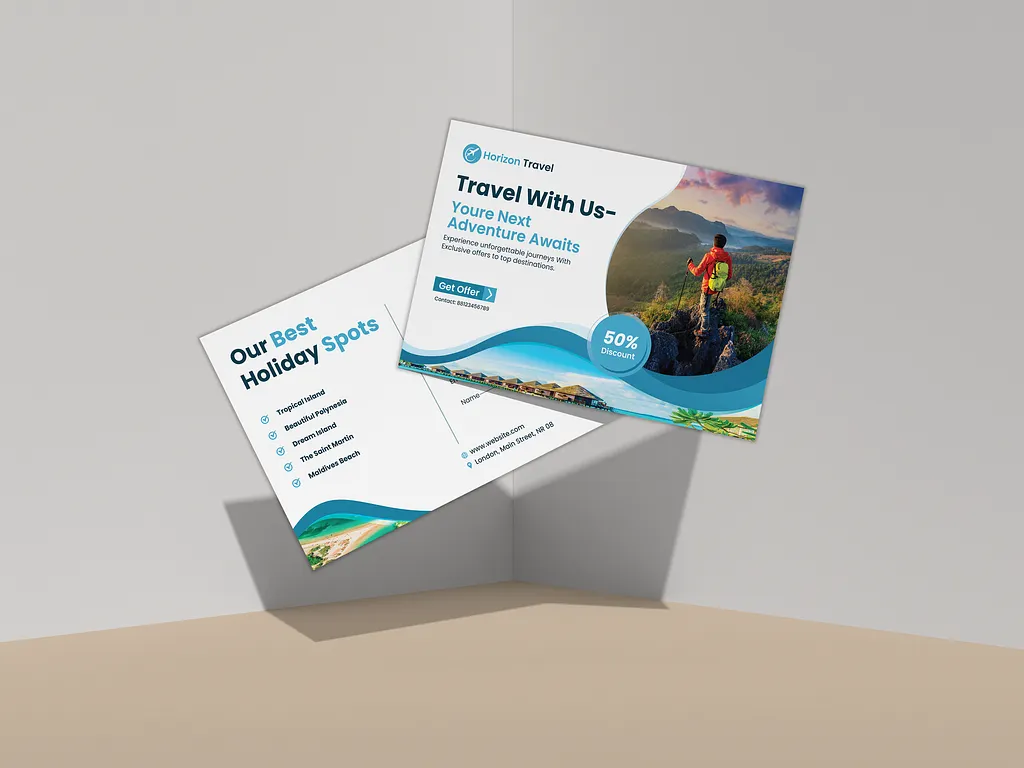 Horizon Travel
Travel With Us-
Youre Next
Adventure Awaits
Experience unforgettable journeys With
Exclusive offers to top destinations.
Get Offer
Contact: 88123456789
50%
Discount
Our Best
Holiday Spots
Tropical Island
Beautiful Palynesia
Dream Island
The Saint Martin
Maldives Beach
Name
www.website.com
London, Main Street, NR 08